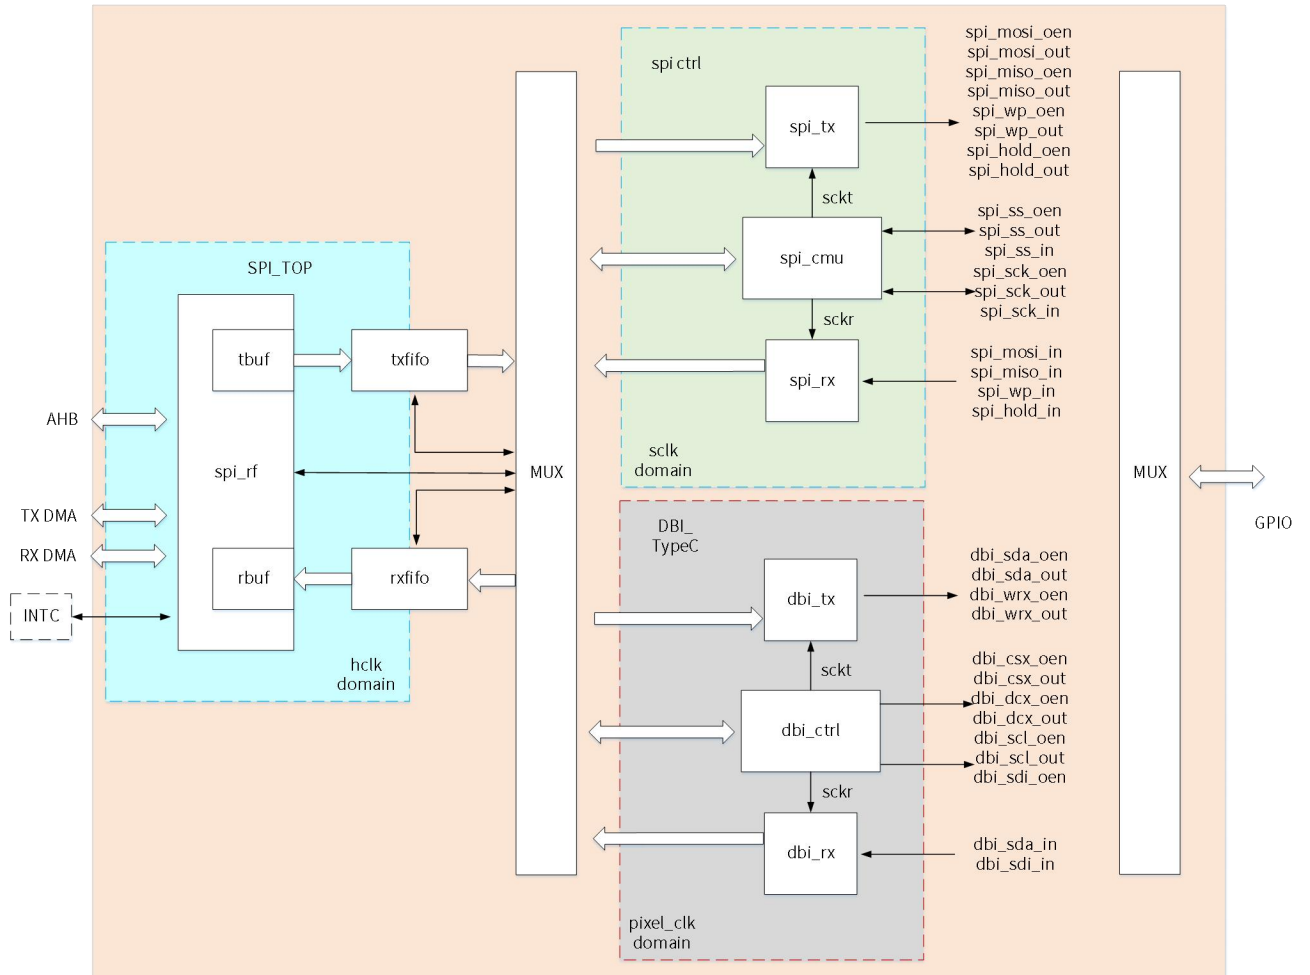 spi ctrl
spi_tx
sckt
spi_cmu
sckr
spi_rx
sclk
domain
spi_mosi_oen
spi_mosi_out
spi_miso_oen
spi_miso_out
spi_wp_oen
spi_wp_out
spi_hold_oen
spi_hold_out
spi_ss_oen
spi_ss_out
spi_ss_in
spi_sck_oen
spi_sck_out
spi_sck_in
spi_mosi_in
spi_miso_in
spi_wp_in
spi_hold_in
SPI_TOP
tbuf
txfifo
AHB
spi_rf
MUX
TX DMA
RX DMA
rbuf
rxfifo
INTC
hclk
domain
MUX
GPIO
DBI_
TypeC
dbi_tx
sckt
dbi_ctrl
sckr
dbi_rx
pixel_clk
domain
dbi_sda_oen
dbi_sda_out
dbi_wrx_oen
dbi_wrx_out
dbi_csx_oen
dbi_csx_out
dbi_dcx_oen
dbi_dcx_out
dbi_scl_oen
dbi_scl_out
dbi_sdi_oen
dbi_sda_in
dbi_sdi_in